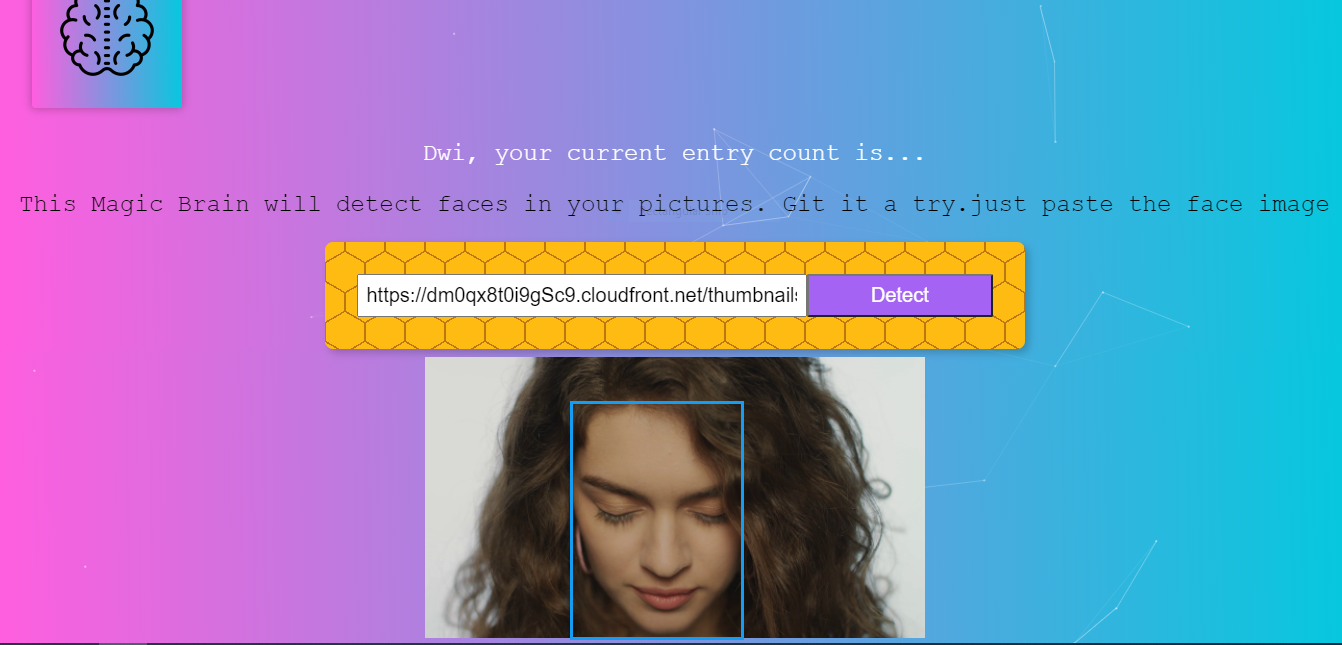 Dwi, your current entry count is...
This Magic Brain will detect faces in your pictures. Git it a try.just paste the face image
https://dm0qx8t0i9gSc9.cloudfront.net/thumbnails
Detect